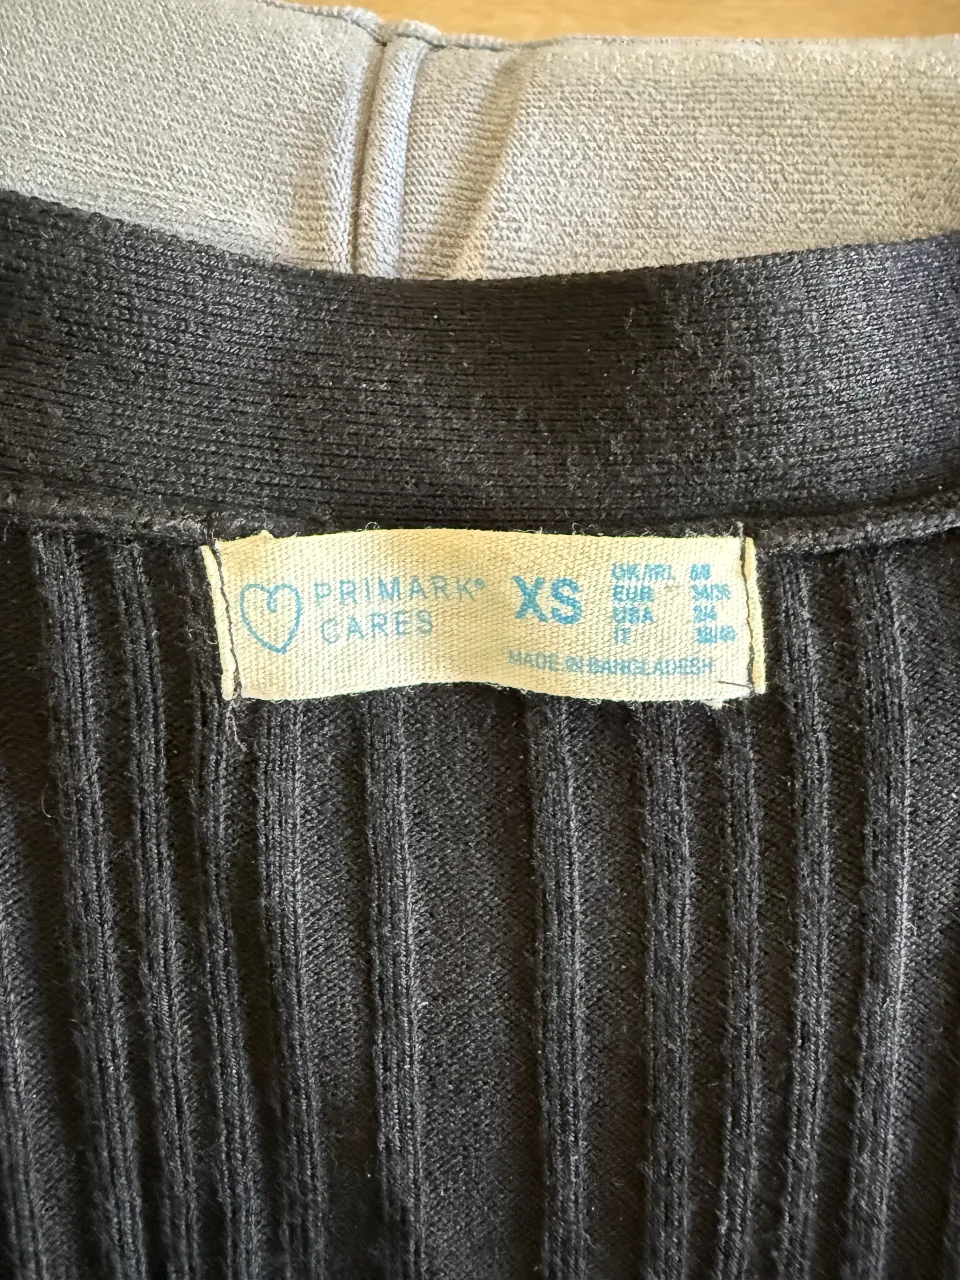 PRIMARK®
CARES
XS
UK/IRL 6/8
EUR 34/36
USA 2/4
IT 38/40
MADE IN BANGLADESH